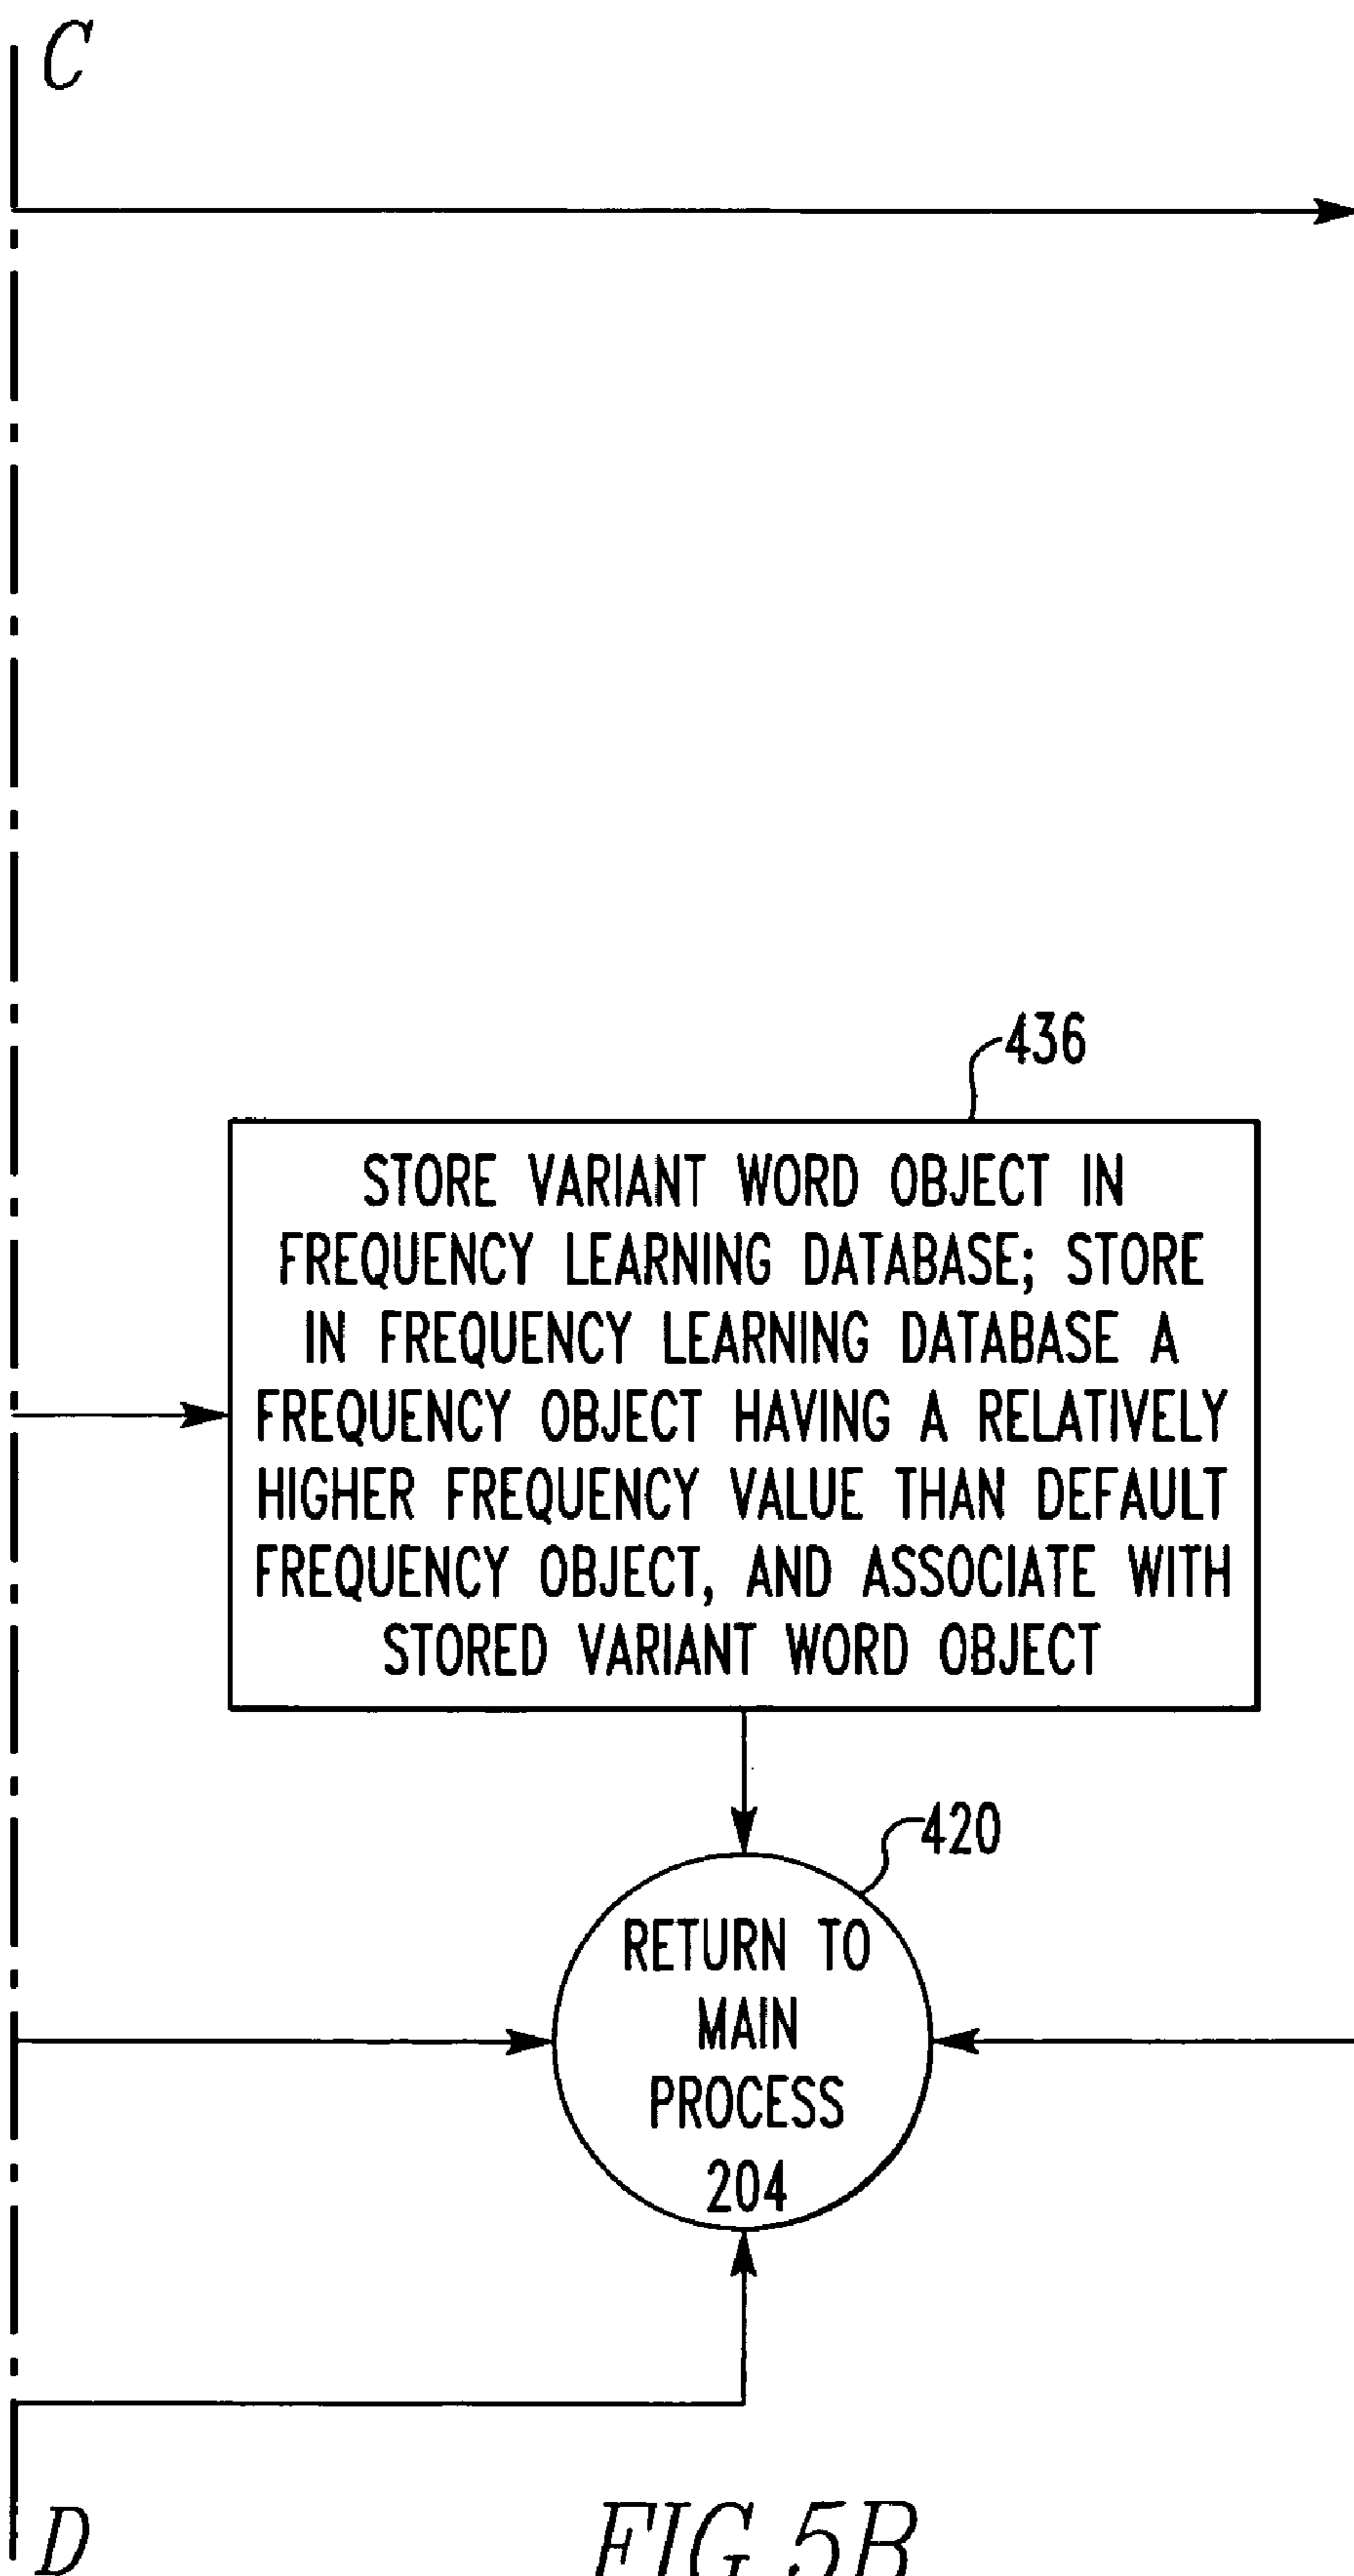 C
436
STORE VARIANT WORD OBJECT IN
FREQUENCY LEARNING DATABASE; STORE
IN FREQUENCY LEARNING DATABASE A
FREQUENCY OBJECT HAVING A RELATIVELY
HIGHER FREQUENCY VALUE THAN DEFAULT
FREQUENCY OBJECT, AND ASSOCIATE WITH
STORED VARIANT WORD OBJECT
420
RETURN TO
MAIN
PROCESS
204
D
FIG.5B